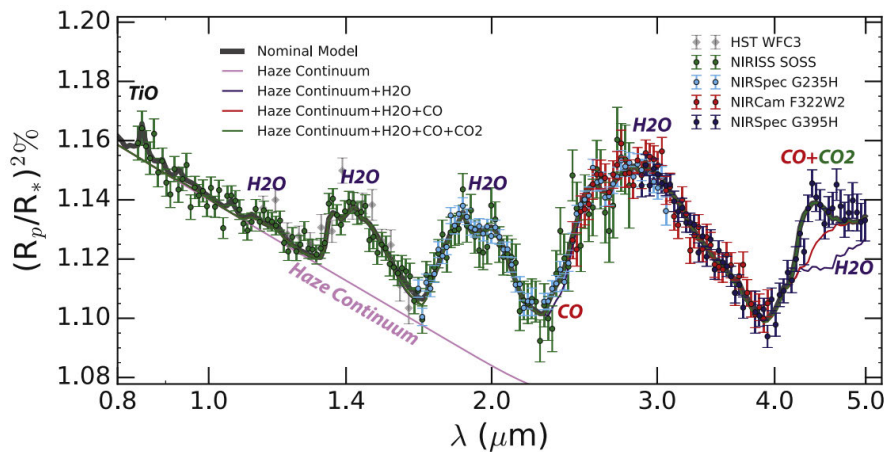 1.20
1.18
1.16
1.14
1.12
1.10
1.08
(Rp/R*)²%
Nominal Model
Haze Continuum
Haze Continuum+H2O
Haze Continuum+H2O+CO
Haze Continuum+H2O+CO+CO2
HST WFC3
NIRISS SOSS
NIRSpec G235H
NIRCam F322W2
NIRSpec G395H
TiO
H2O
H2O
H2O
H2O
CO+CO2
Haze Continuum
CO
H2O
0.8
1.0
1.4
2.0
3.0
4.0
5.0
λ (μm)